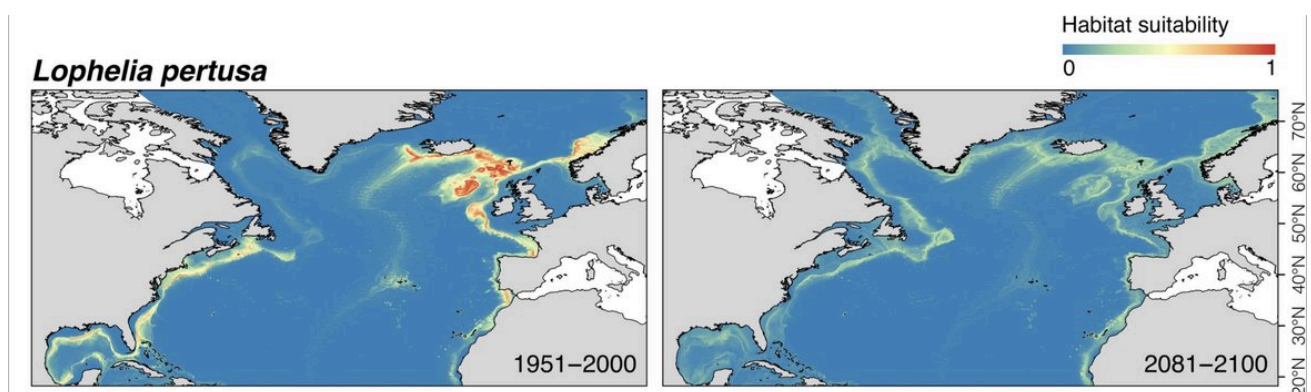 Habitat suitability
0 1
Lophelia pertusa
1951–2000
2081–2100
70°N
60°N
50°N
40°N
30°N
20°N